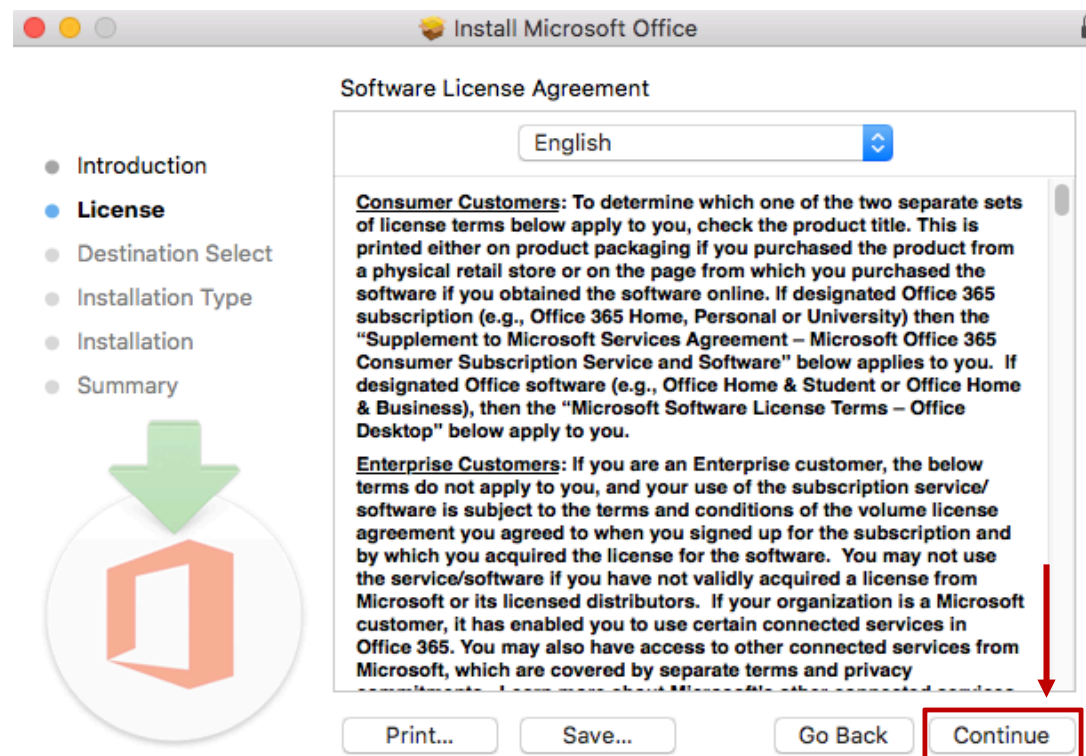 Install Microsoft Office
Software License Agreement
English
Introduction
License
Destination Select
Installation Type
Installation
Summary
Consumer Customers: To determine which one of the two separate sets
of license terms below apply to you, check the product title. This is
printed either on product packaging if you purchased the product from
a physical retail store or on the page from which you purchased the
software if you obtained the software online. If designated Office 365
subscription (e.g., Office 365 Home, Personal or University) then the
“Supplement to Microsoft Services Agreement – Microsoft Office 365
Consumer Subscription Service and Software" below applies to you.  If
designated Office software (e.g., Office Home & Student or Office Home
& Business), then the “Microsoft Software License Terms – Office
Desktop" below apply to you.
Enterprise Customers: If you are an Enterprise customer, the below
terms do not apply to you, and your use of the subscription service/
software is subject to the terms and conditions of the volume license
agreement you agreed to when you signed up for the subscription and
by which you acquired the license for the software.  You may not use
the service/software if you have not validly acquired a license from
Microsoft or its licensed distributors.  If your organization is a Microsoft
customer, it has enabled you to use certain connected services in
Office 365. You may also have access to other connected services from
Microsoft, which are covered by separate terms and privacy
commitments. Learn more about Microsoft's other connected services
Print...
Save...
Go Back
Continue